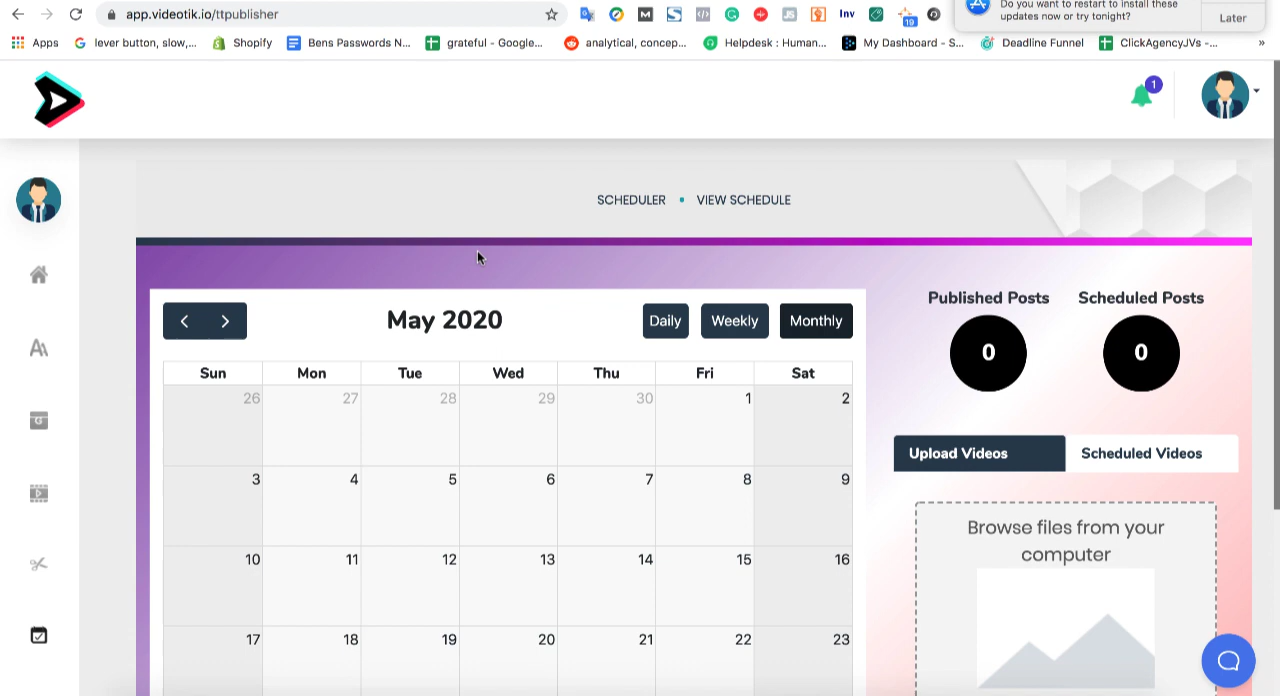 app.videotik.io/ttpublisher
Inv
19
Do you want to restart to install these
updates now or try tonight?
Later
Apps
lever button, slow,...
Shopify
Bens Passwords N...
grateful - Google...
analytical, concep...
Helpdesk : Human...
My Dashboard - S...
Deadline Funnel
ClickAgencyJVs -...
»
1
SCHEDULER • VIEW SCHEDULE
May 2020
Daily
Weekly
Monthly
Published Posts
Scheduled Posts
0
0
Sun Mon Tue Wed Thu Fri Sat
26 27 28 29 30 1 2
3 4 5 6 7 8 9
10 11 12 13 14 15 16
17 18 19 20 21 22 23
Upload Videos
Scheduled Videos
Browse files from your
computer